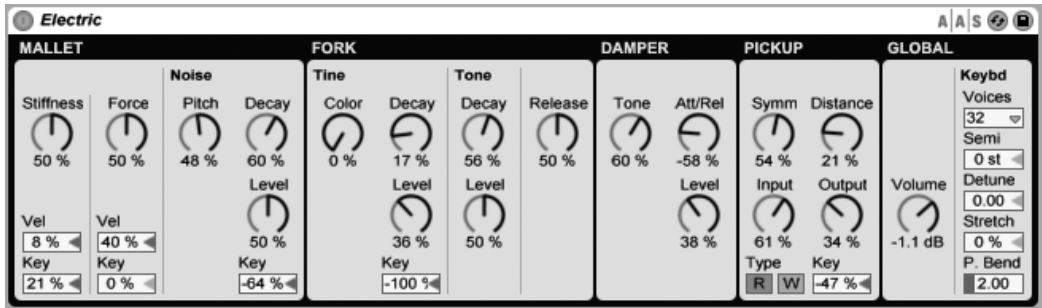 Electric
A|A|S
MALLET FORK DAMPER PICKUP GLOBAL
Noise Tine Tone Keybd
Voices
Stiffness Force Pitch Decay Color Decay Decay Release Tone Att/Rel Symm Distance
32
Semi
50 % 50 % 48 % 60 % 0 % 17 % 56 % 50 % 60 % -58 % 54 % 21 %
0 st
Level Level Level Level Input Output Volume Detune
0.00
Vel Vel Stretch
8 % 40 % 50 % 36 % 50 % 38 % 61 % 34 % -1.1 dB 0 %
Key Key Key Key Type Key P. Bend
21 % 0 % -64 % -100 % R W -47 % 2.00